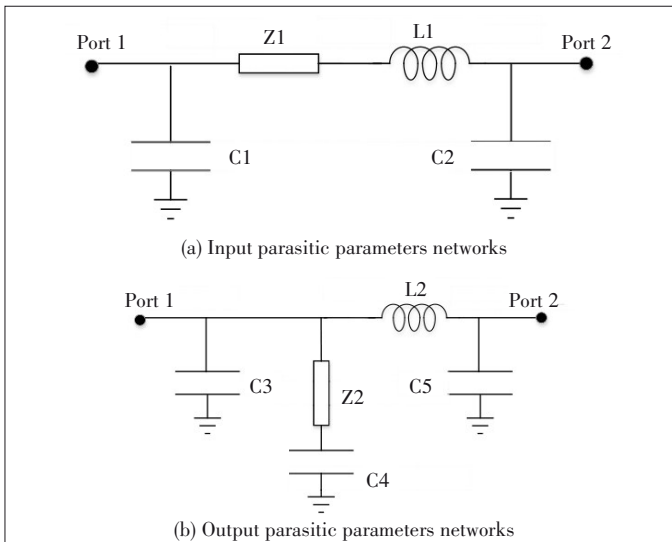 Port 1
Z1
L1
Port 2
C1
C2
(a) Input parasitic parameters networks
Port 1
L2
Port 2
C3
Z2
C5
C4
(b) Output parasitic parameters networks